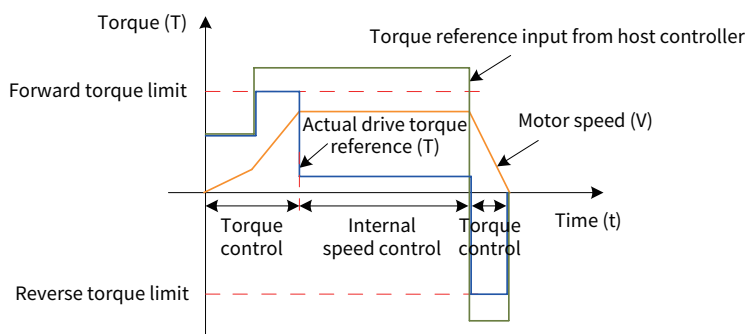 Torque (T)
Torque reference input from host controller
Forward torque limit
Actual drive torque
reference (T)
Motor speed (V)
Torque
control
Internal
speed control
Torque
control
Time (t)
Reverse torque limit